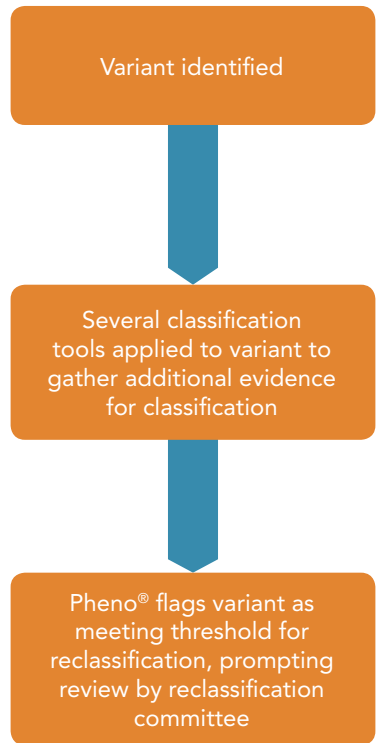 Variant identified
Several classification
tools applied to variant to
gather additional evidence
for classification
Pheno® flags variant as
meeting threshold for
reclassification, prompting
review by reclassification
committee